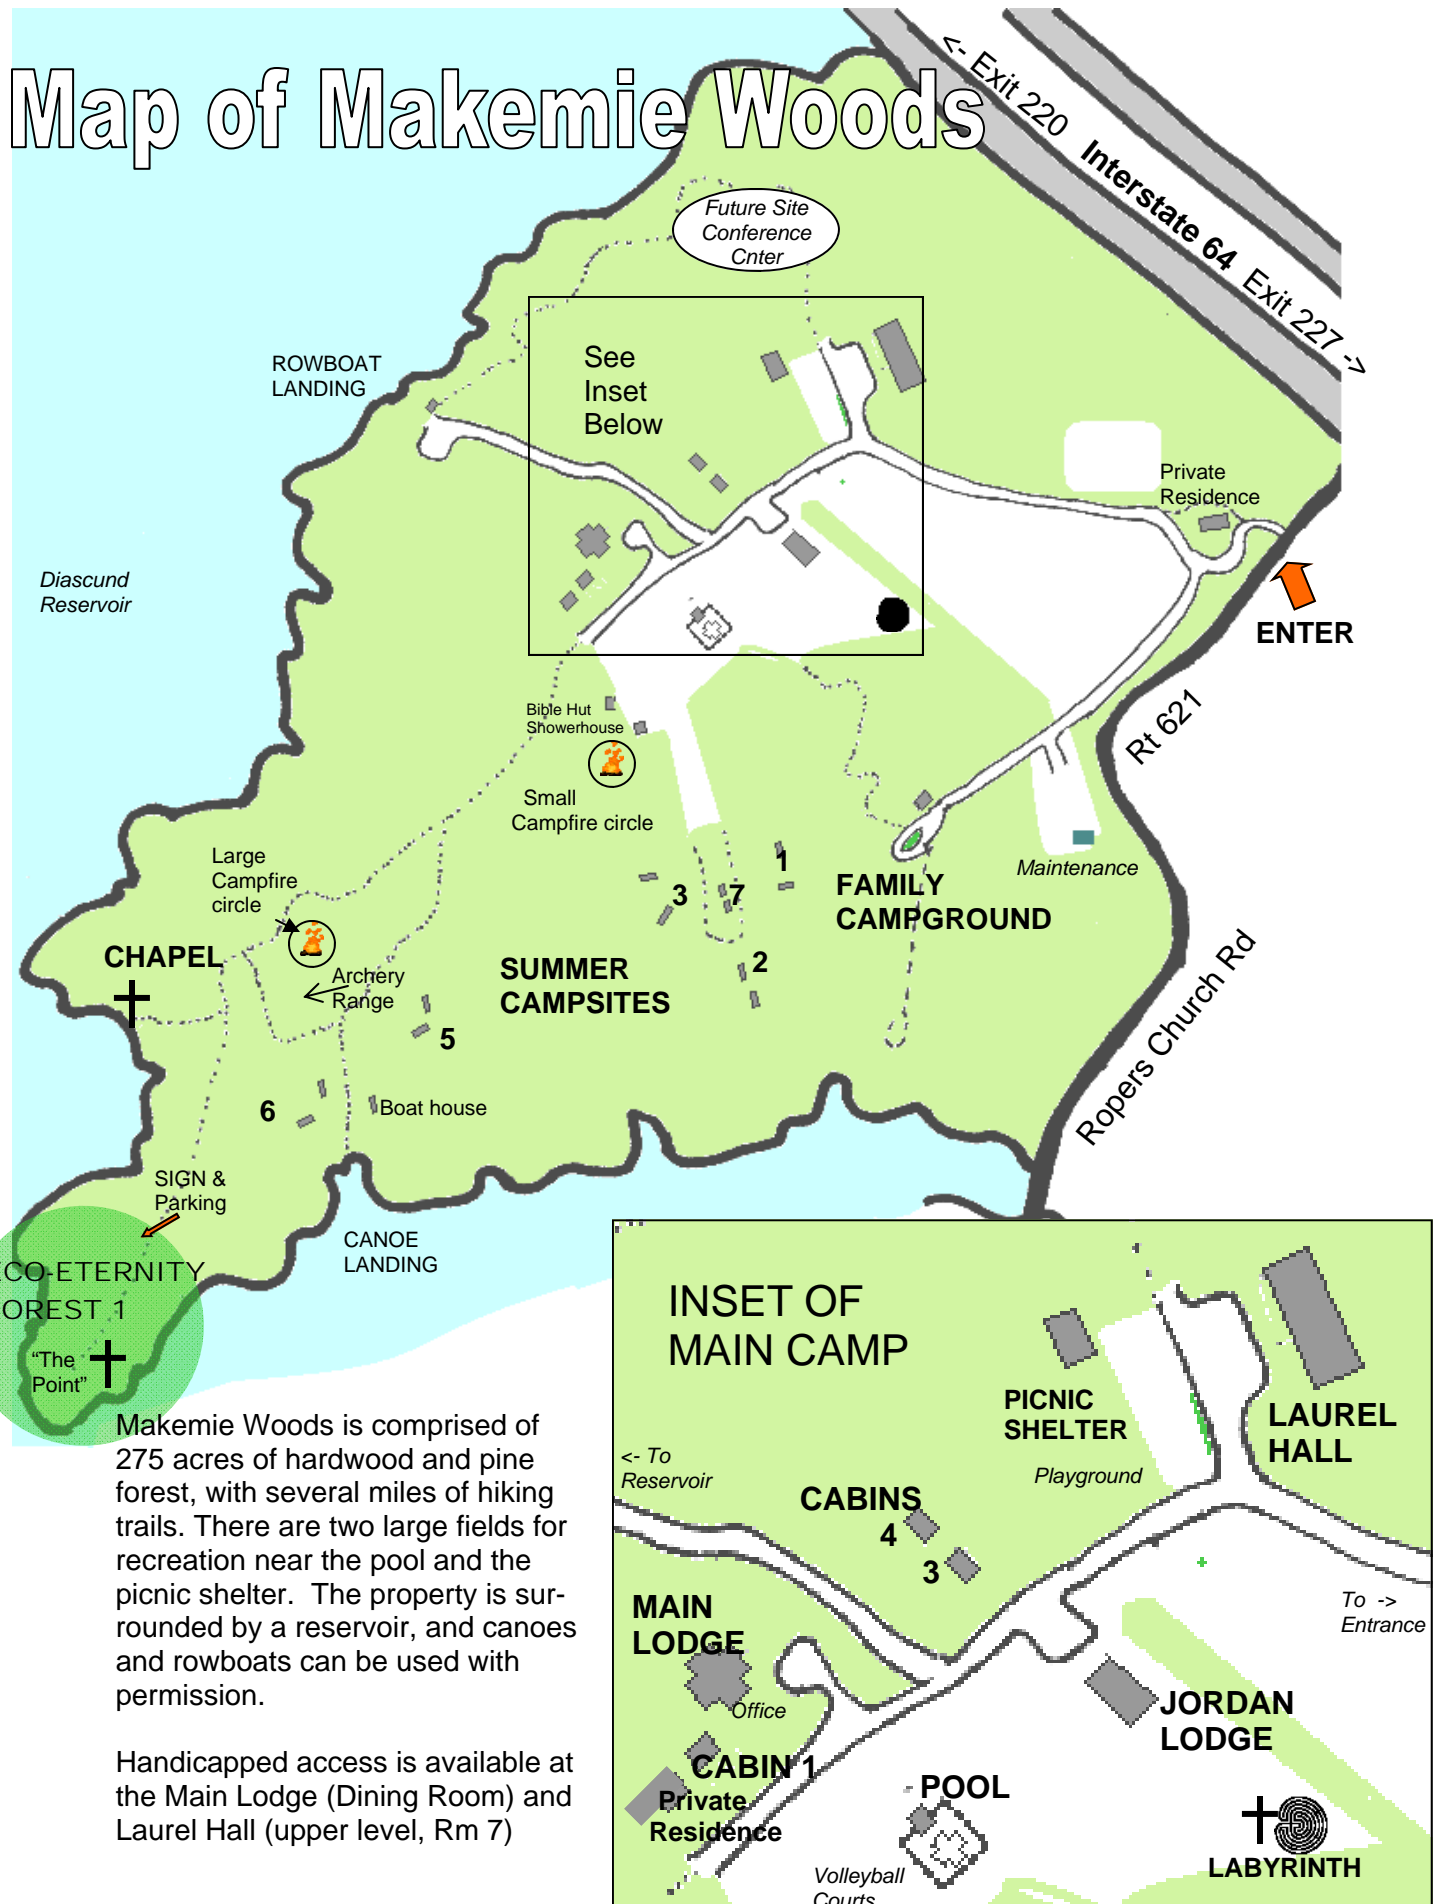 Map of Makemie Woods
<- Exit 220 Interstate 64 Exit 227 ->
Future Site
Conference
Cnter
ROWBOAT
LANDING
See
Inset
Below
Private
Residence
Diascund
Reservoir
ENTER
Rt 621
Bible Hut
Showerhouse
Small
Campfire circle
Large
Campfire
circle
1
3
7
FAMILY
CAMPGROUND
Maintenance
CHAPEL
Archery
Range
SUMMER
CAMPSITES
2
5
Ropers Church Rd
6
Boat house
SIGN &
Parking
CANOE
LANDING
ECO-ETERNITY
FOREST 1
"The
Point"
Makemie Woods is comprised of
275 acres of hardwood and pine
forest, with several miles of hiking
trails. There are two large fields for
recreation near the pool and the
picnic shelter.  The property is sur-
rounded by a reservoir, and canoes
and rowboats can be used with
permission.
Handicapped access is available at
the Main Lodge (Dining Room) and
Laurel Hall (upper level, Rm 7)
INSET OF
MAIN CAMP
PICNIC
SHELTER
LAUREL
HALL
<- To
Reservoir
Playground
CABINS
4
3
MAIN
LODGE
To ->
Entrance
Office
JORDAN
LODGE
CABIN 1
Private
Residence
POOL
LABYRINTH
Volleyball
Courts